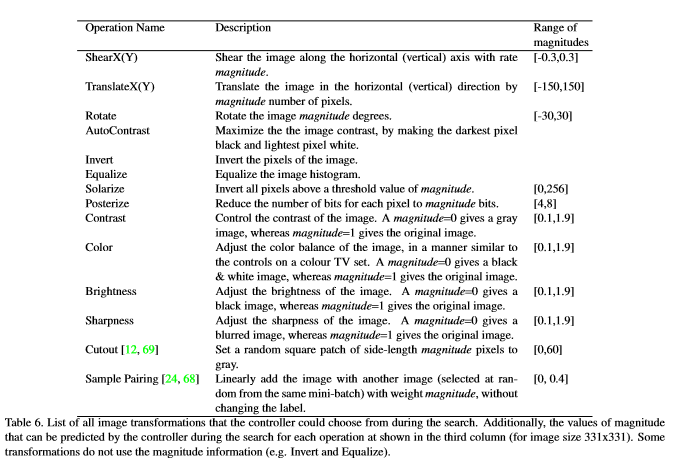 Operation Name Description Range of
magnitudes
ShearX(Y) Shear the image along the horizontal (vertical) axis with rate [-0.3,0.3]
magnitude.
TranslateX(Y) Translate the image in the horizontal (vertical) direction by [-150,150]
magnitude number of pixels.
Rotate Rotate the image magnitude degrees. [-30,30]
AutoContrast Maximize the the image contrast, by making the darkest pixel
black and lightest pixel white.
Invert Invert the pixels of the image.
Equalize Equalize the image histogram.
Solarize Invert all pixels above a threshold value of magnitude. [0,256]
Posterize Reduce the number of bits for each pixel to magnitude bits. [4,8]
Contrast Control the contrast of the image. A magnitude=0 gives a gray [0.1,1.9]
image, whereas magnitude=1 gives the original image.
Color Adjust the color balance of the image, in a manner similar to [0.1,1.9]
the controls on a colour TV set. A magnitude=0 gives a black
& white image, whereas magnitude=1 gives the original image.
Brightness Adjust the brightness of the image. A magnitude=0 gives a [0.1,1.9]
black image, whereas magnitude=1 gives the original image.
Sharpness Adjust the sharpness of the image. A magnitude=0 gives a [0.1,1.9]
blurred image, whereas magnitude=1 gives the original image.
Cutout [12, 69] Set a random square patch of side-length magnitude pixels to [0,60]
gray.
Sample Pairing [24, 68] Linearly add the image with another image (selected at ran- [0, 0.4]
dom from the same mini-batch) with weight magnitude, without
changing the label.
Table 6. List of all image transformations that the controller could choose from during the search. Additionally, the values of magnitude
that can be predicted by the controller during the search for each operation at shown in the third column (for image size 331x331). Some
transformations do not use the magnitude information (e.g. Invert and Equalize).